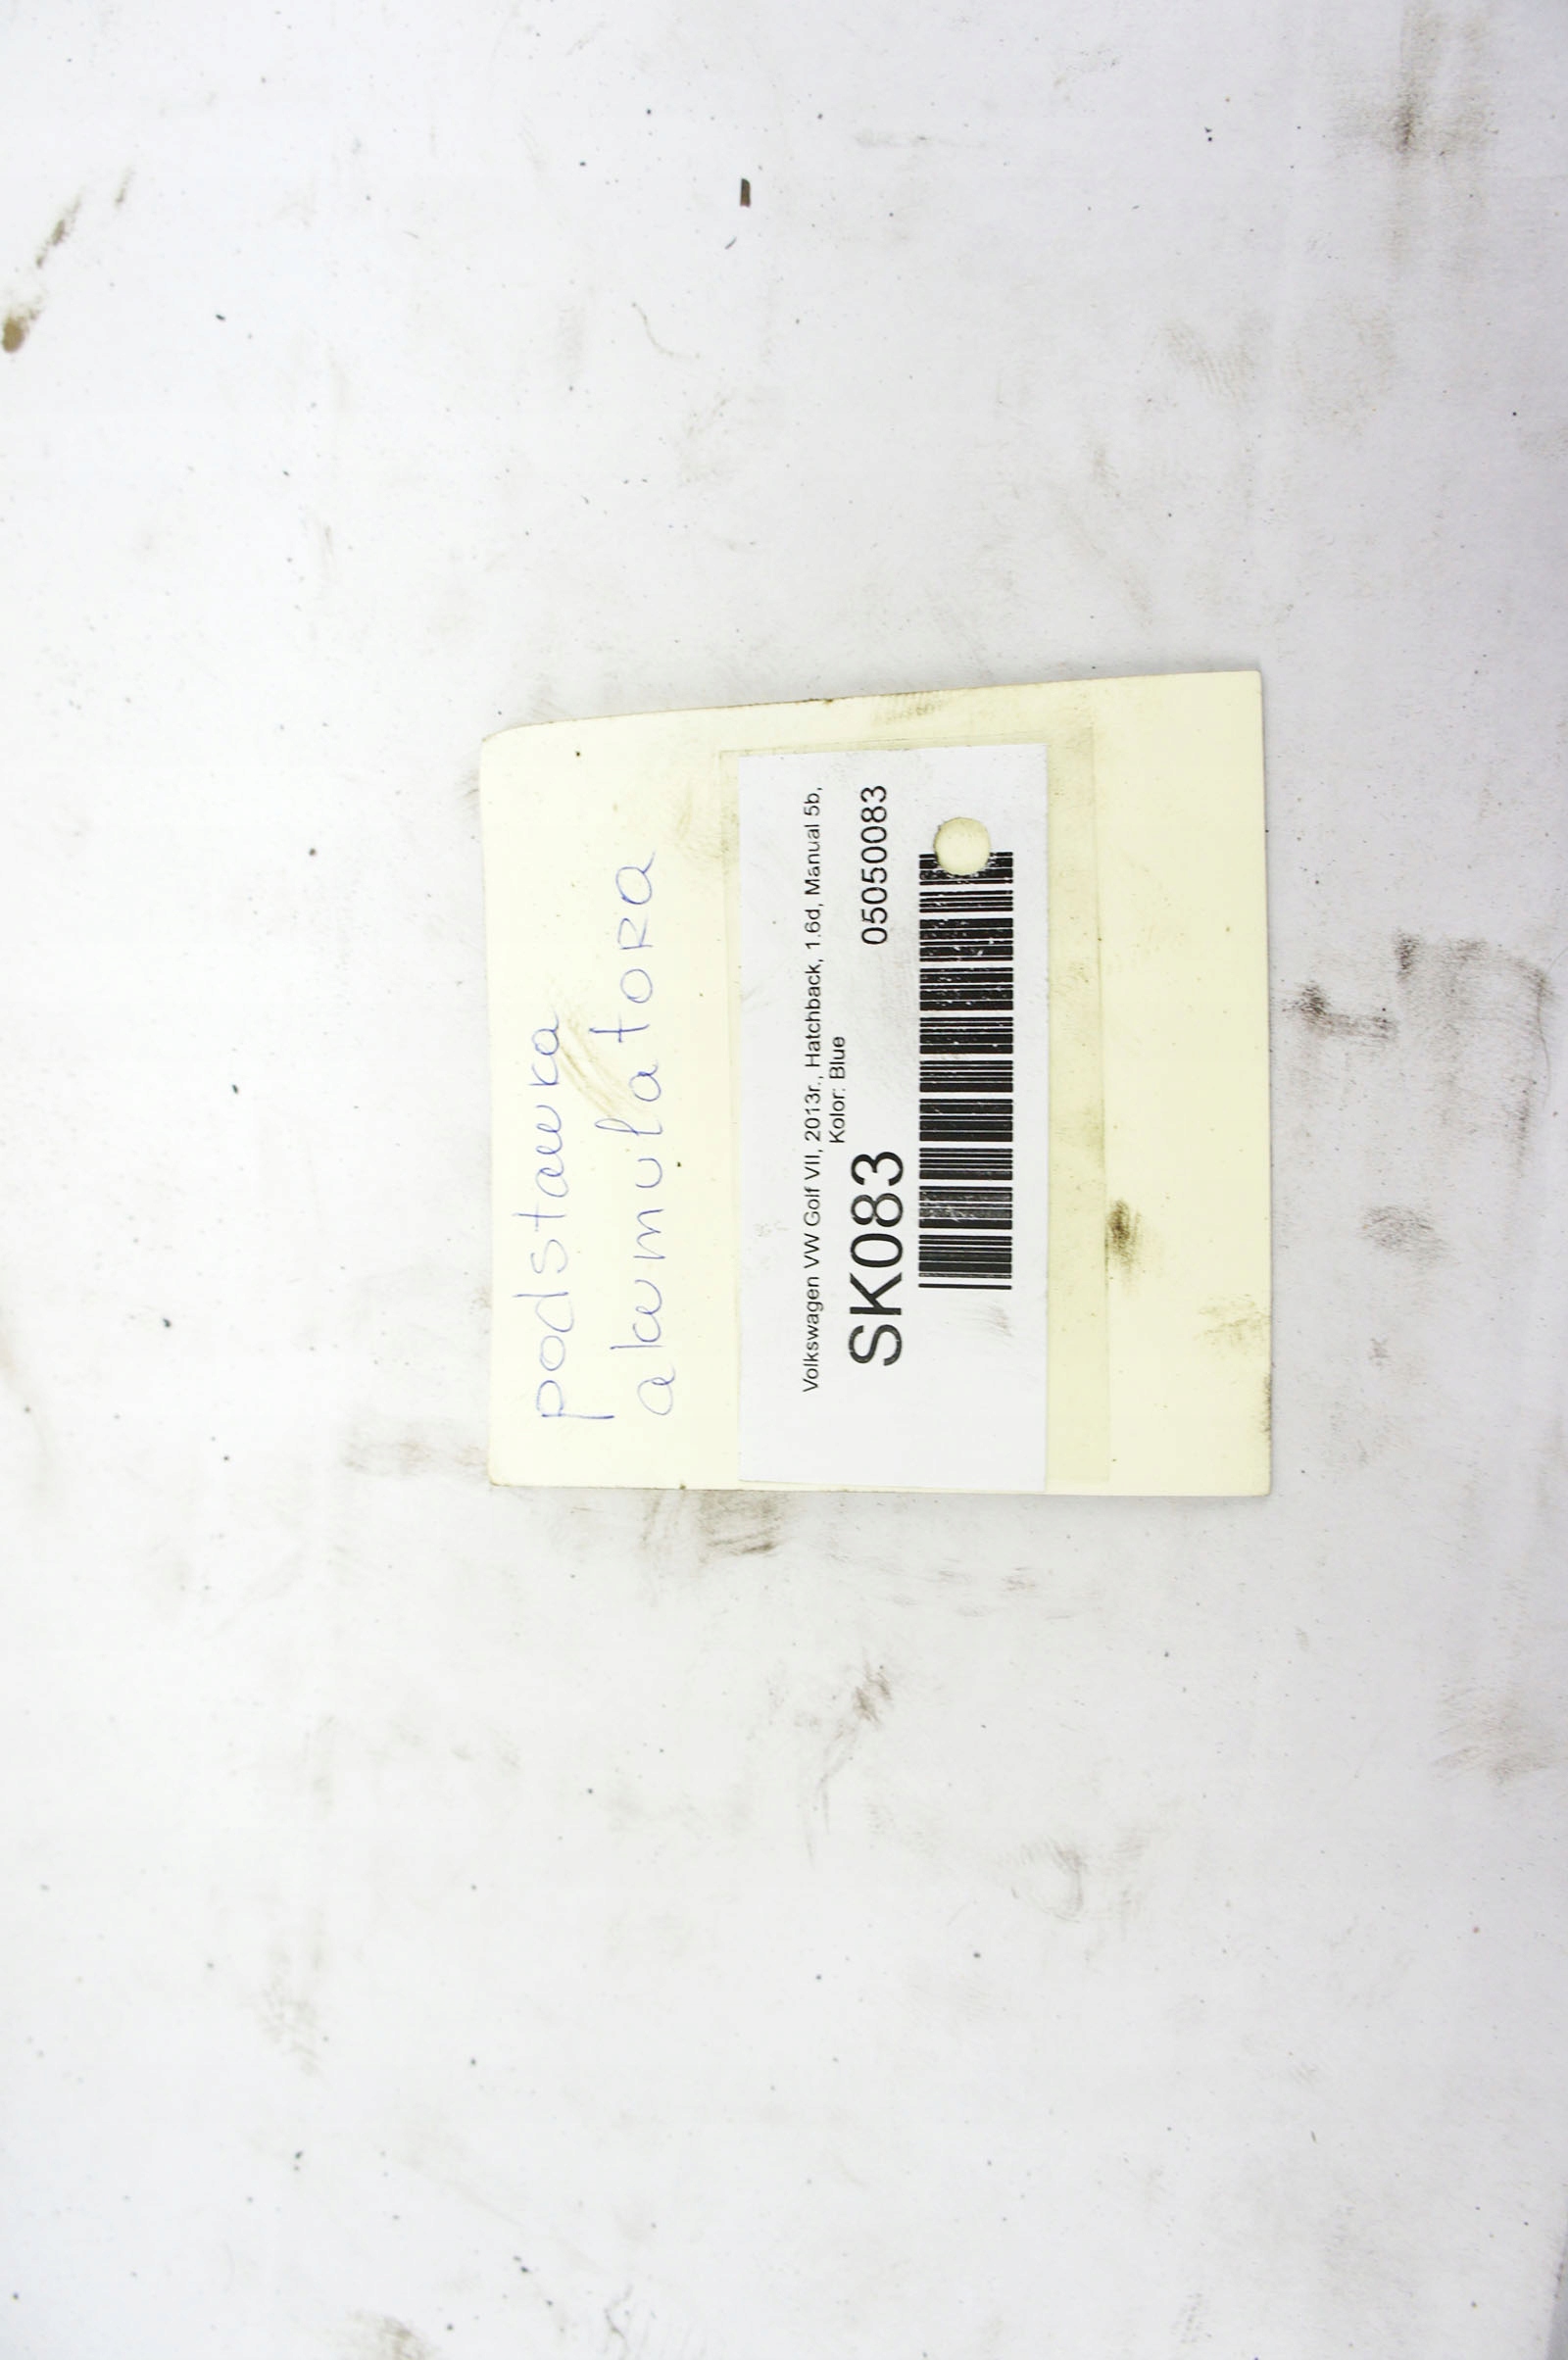 podstawka
akumulatora
Volkswagen VW Golf VII, 2013r., Hatchback, 1.6d, Manual 5b,
Kolor: Blue
SK083 05050083